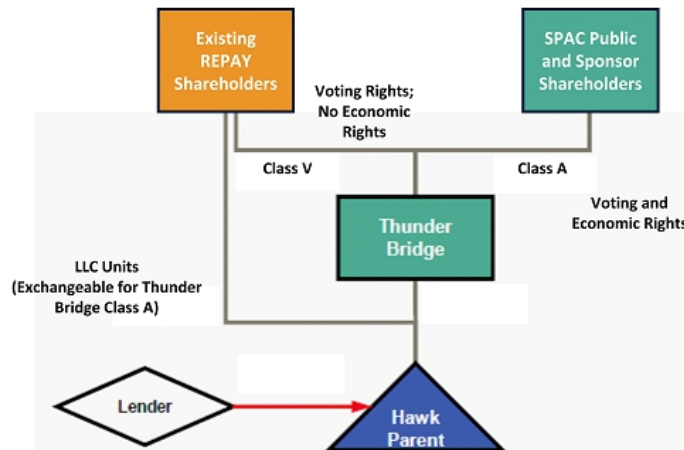 Existing
REPAY
Shareholders
SPAC Public
and Sponsor
Shareholders
Voting Rights;
No Economic
Rights
Class V
Class A
Thunder
Bridge
Voting and
Economic Rights
LLC Units
(Exchangeable for Thunder
Bridge Class A)
Lender
Hawk
Parent